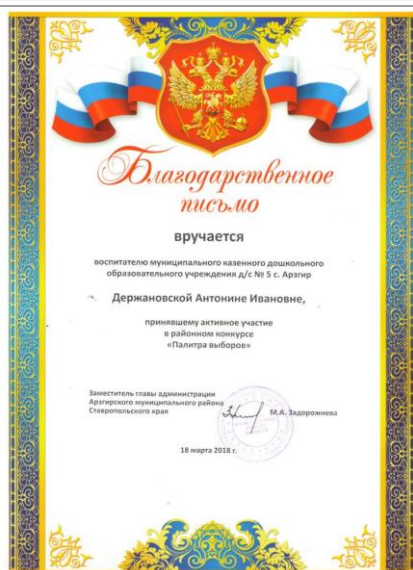 Благодарственное
письмо
вручается
воспитателю муниципального казенного дошкольного
образовательного учреждения д/с № 5 с. Арзгир
Держановской Антонине Ивановне,
принявшему активное участие
в районном конкурсе
«Палитра выборов»
Заместитель главы администрации
Арзгирского муниципального района
Ставропольского края
М.А. Задорожнева
18 марта 2018 г.